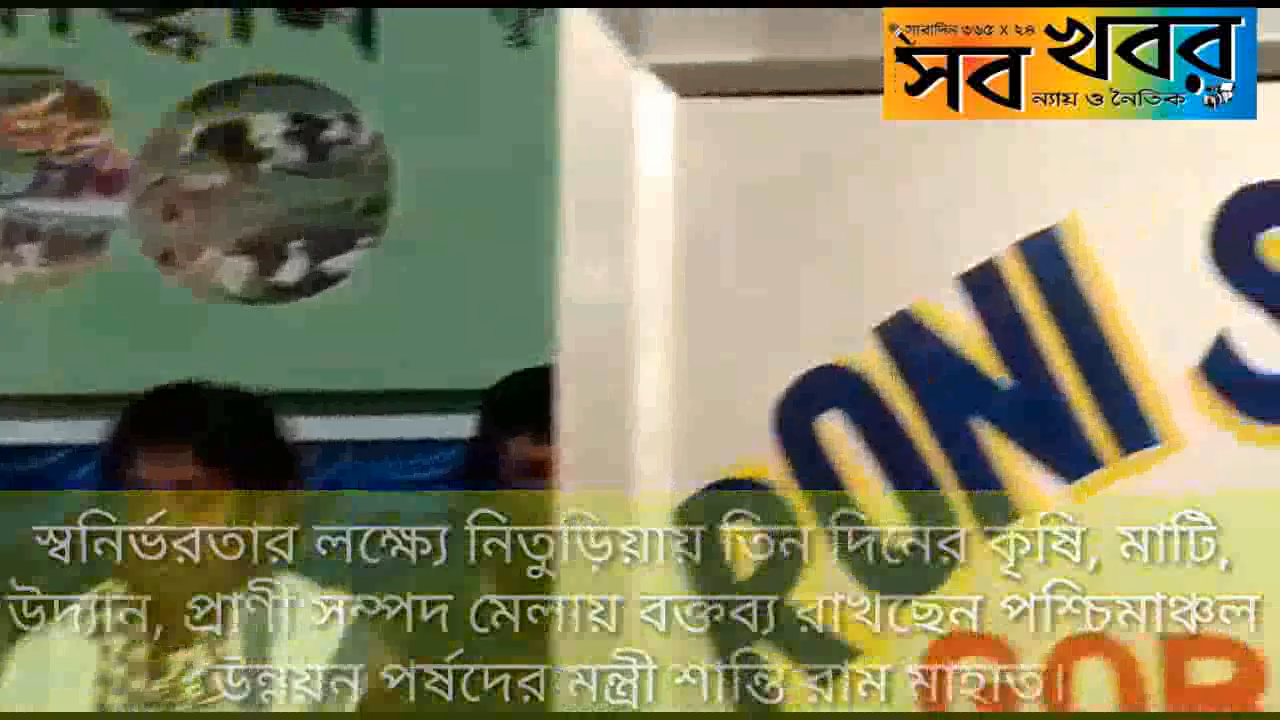 সারাদিন ৩৬৫ X ২৪
সব খবর
ন্যায় ও নৈতিক
RONI S
স্বনির্ভরতার লক্ষ্যে নিতুড়িয়ায় তিন দিনের কৃষি, মাটি,
উদ্যান, প্রাণী সম্পদ মেলায় বক্তব্য রাখছেন পশ্চিমাঞ্চল
উন্নয়ন পর্ষদের মন্ত্রী শান্তি রাম মাহাত।